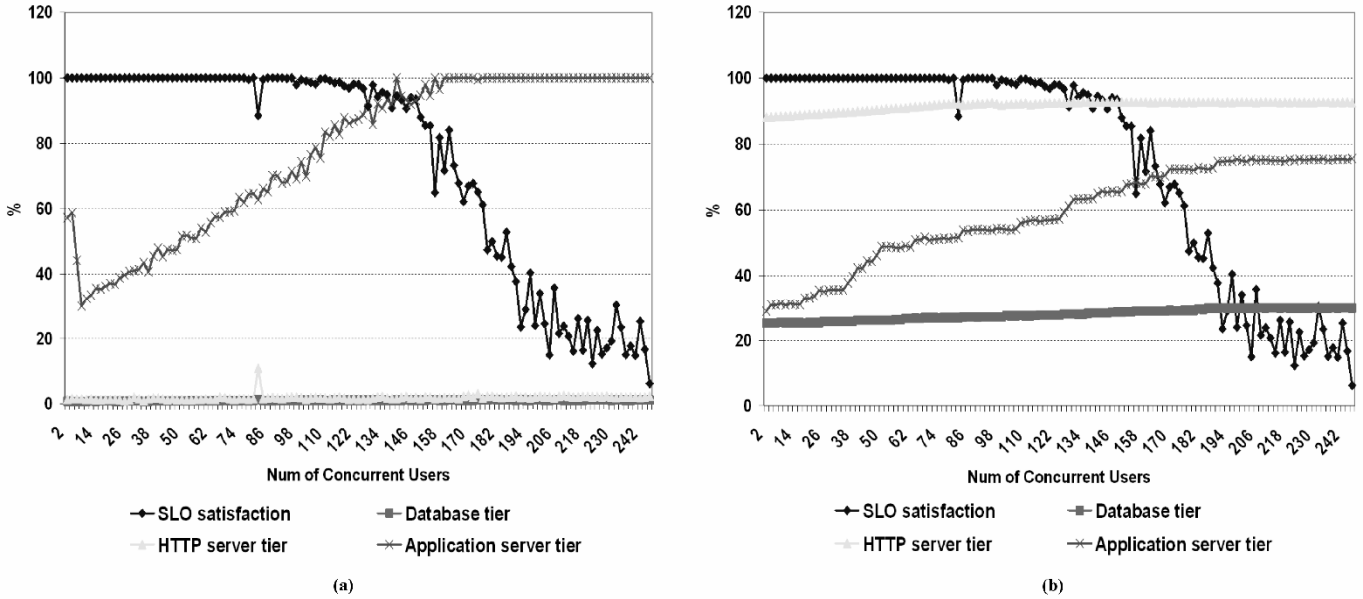 120
100
80
60
40
20
0
%
2 14 26 38 50 62 74 86 98 110 122 134 146 158 170 182 194 206 218 230 242
Num of Concurrent Users
SLO satisfaction
Database tier
HTTP server tier
Application server tier
(a)
120
100
80
60
40
20
0
%
2 14 26 38 50 62 74 86 98 110 122 134 146 158 170 182 194 206 218 230 242
Num of Concurrent Users
SLO satisfaction
Database tier
HTTP server tier
Application server tier
(b)